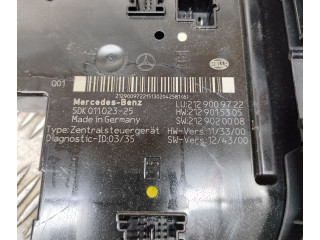 Q01
Mercedes-Benz
5DK 011 023-25
Made in Germany
Type: Zentralsteuergerät
Diagnostic-ID: 03/35
LU: 212 900 97 22
HW: 212 901 53 05
SW: 212 902 00 08
HW-Vers: 11/33/00
SW-Vers: 12/43/00